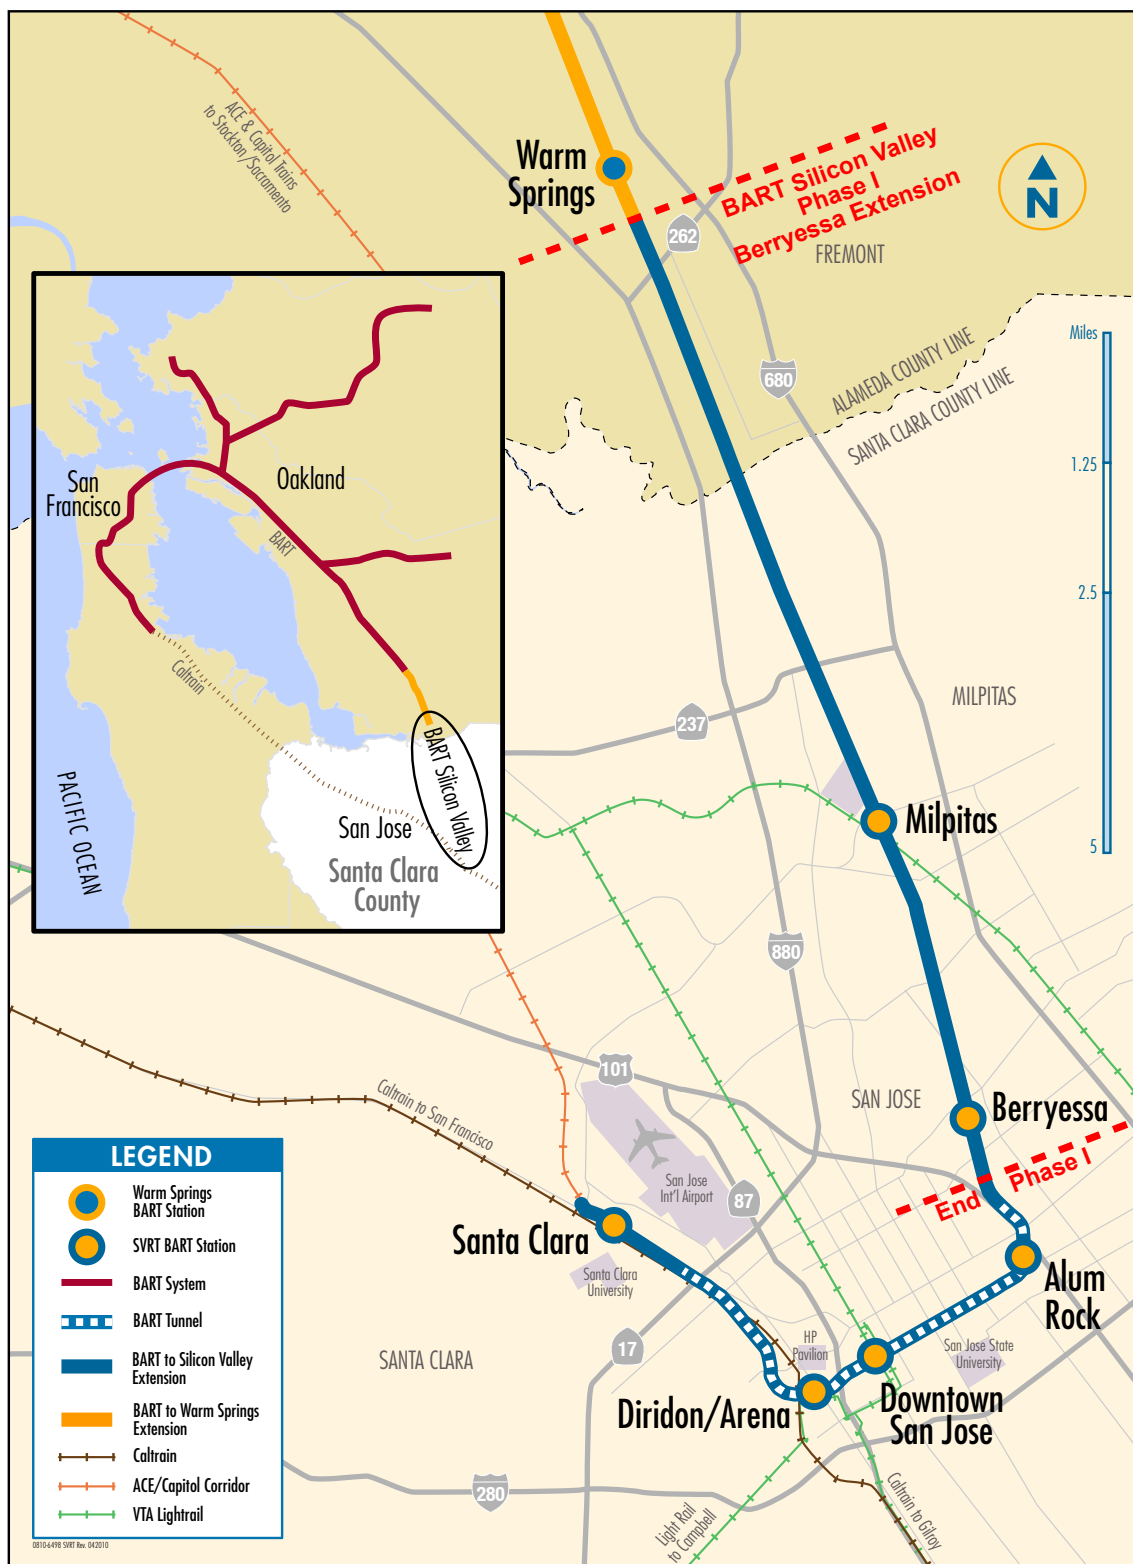 ACE & Capitol Trains
to Stockton/Sacramento
Warm
Springs
BART Silicon Valley
Phase I
Berryessa Extension
N
262
FREMONT
Miles
1.25
2.5
5
680
ALAMEDA COUNTY LINE
SANTA CLARA COUNTY LINE
San
Francisco
Oakland
BART
Caltrain
PACIFIC OCEAN
BART Silicon Valley
San Jose
Santa Clara
County
237
MILPITAS
Milpitas
880
101
Caltrain to San Francisco
SAN JOSE
Berryessa
End Phase I
San Jose
Int'l Airport
87
Santa Clara
Santa Clara
University
Alum
Rock
17
HP
Pavilion
San Jose State
University
SANTA CLARA
Diridon/Arena
Downtown
San Jose
280
Light Rail
to Campbell
Caltrain to Gilroy
LEGEND
Warm Springs
BART Station
SVRT BART Station
BART System
BART Tunnel
BART to Silicon Valley
Extension
BART to Warm Springs
Extension
Caltrain
ACE/Capitol Corridor
VTA Lightrail
0810-6498 SVRT Rev. 042010